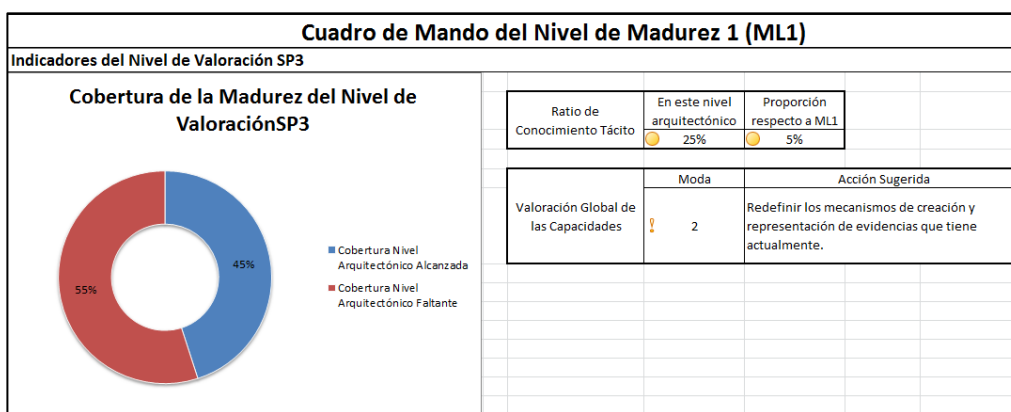 Cuadro de Mando del Nivel de Madurez 1 (ML1)
Indicadores del Nivel de Valoración SP3
Cobertura de la Madurez del Nivel de
ValoraciónSP3
45%
55%
Cobertura Nivel
Arquitectónico Alcanzada
Cobertura Nivel
Arquitectónico Faltante
Ratio de
Conocimiento Tácito
En este nivel
arquitectónico
Proporción
respecto a ML1
25%
5%
Valoración Global de
las Capacidades
Moda
Acción Sugerida
2
Redefinir los mecanismos de creación y
representación de evidencias que tiene
actualmente.